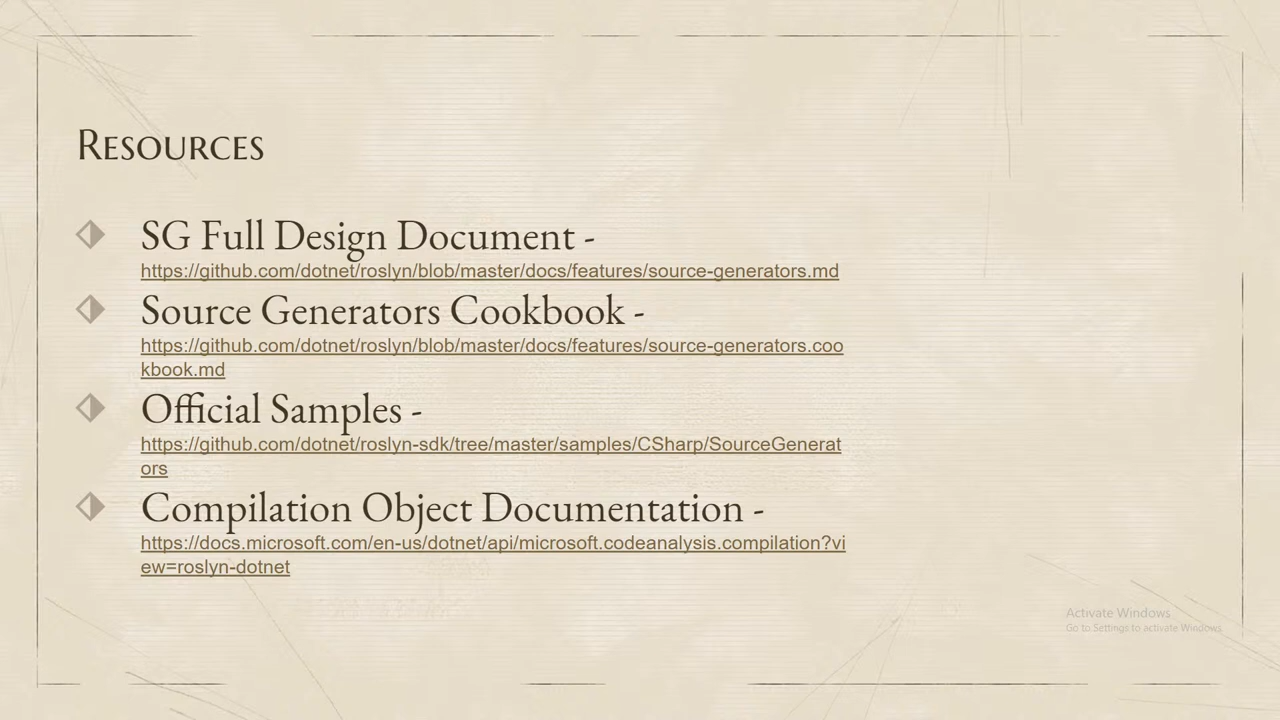 Resources
SG Full Design Document -
https://github.com/dotnet/roslyn/blob/master/docs/features/source-generators.md
Source Generators Cookbook -
https://github.com/dotnet/roslyn/blob/master/docs/features/source-generators.coo
kbook.md
Official Samples -
https://github.com/dotnet/roslyn-sdk/tree/master/samples/CSharp/SourceGenerat
ors
Compilation Object Documentation -
https://docs.microsoft.com/en-us/dotnet/api/microsoft.codeanalysis.compilation?vi
ew=roslyn-dotnet
Activate Windows
Go to Settings to activate Windows.